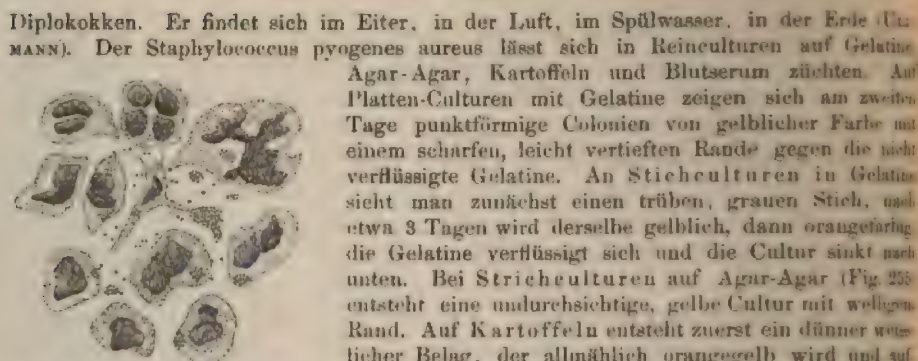 Diplokokken. Er findet sich im Eiter, in der Luft, im Spülwasser, in der Erde
MANN). Der Staphylococcus pyogenes aureus lässt sich in Reinculturen auf Gelatine
Agar-Agar, Kartoffeln und Blutserum züchten. Auf
Platten-Culturen mit Gelatine zeigen sich am zweiten
Tage punktförmige Colonien von gelblicher Farbe mit
einem scharfen, leicht vertieften Rande gegen die nicht
verflüssigte Gelatine. An Stichculturen in Gelatine
sieht man zunächst einen trüben, grauen Stich, nach
etwa 3 Tagen wird derselbe gelblich, dann orangefarbig
die Gelatine verflüssigt sich und die Cultur sinkt nach
unten. Bei Strichculturen auf Agar-Agar (Fig. 255
entsteht eine undurchsichtige, gelbe Cultur mit welligem
Rand. Auf Kartoffeln entsteht zuerst ein dünner weiss-
licher Belag, der allmählich orangegelb wird und auf